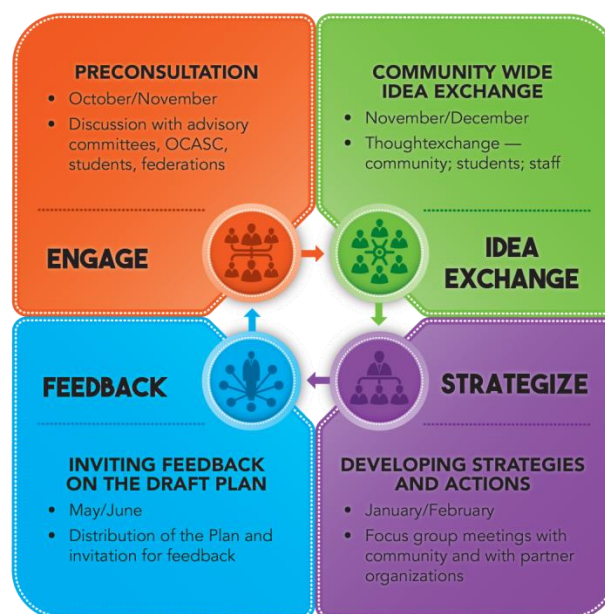 PRECONSULTATION
• October/November
• Discussion with advisory
committees, OCASC,
students, federations
ENGAGE
COMMUNITY WIDE
IDEA EXCHANGE
• November/December
• Thoughtexchange —
community; students; staff
IDEA
EXCHANGE
FEEDBACK
INVITING FEEDBACK
ON THE DRAFT PLAN
• May/June
• Distribution of the Plan and
invitation for feedback
STRATEGIZE
DEVELOPING STRATEGIES
AND ACTIONS
• January/February
• Focus group meetings with
community and with partner
organizations